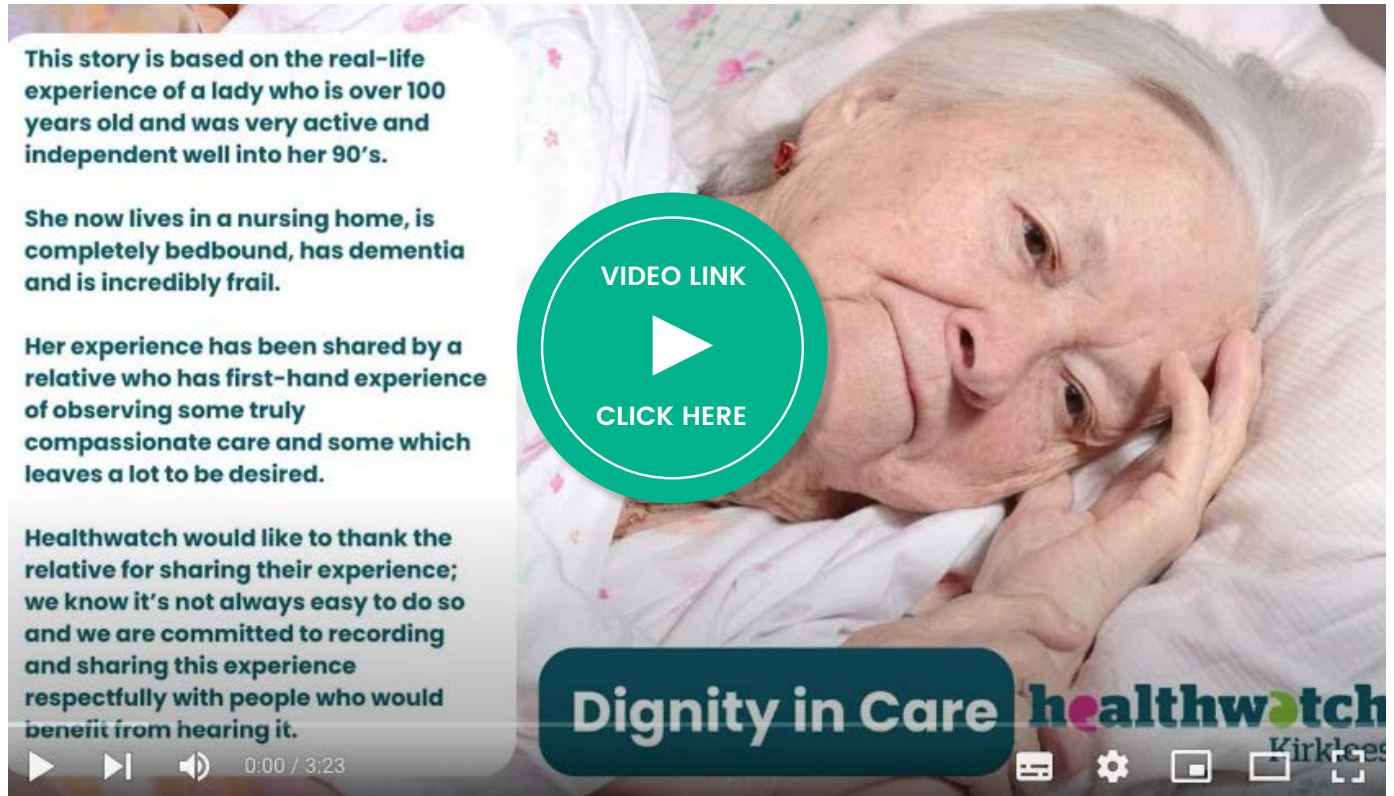 This story is based on the real-life
experience of a lady who is over 100
years old and was very active and
independent well into her 90's.
She now lives in a nursing home, is
completely bedbound, has dementia
and is incredibly frail.
Her experience has been shared by a
relative who has first-hand experience
of observing some truly
compassionate care and some which
leaves a lot to be desired.
Healthwatch would like to thank the
relative for sharing their experience;
we know it's not always easy to do so
and we are committed to recording
and sharing this experience
respectfully with people who would
benefit from hearing it.
VIDEO LINK
CLICK HERE
Dignity in Care
healthwatch
Kirklees
0:00 / 3:23